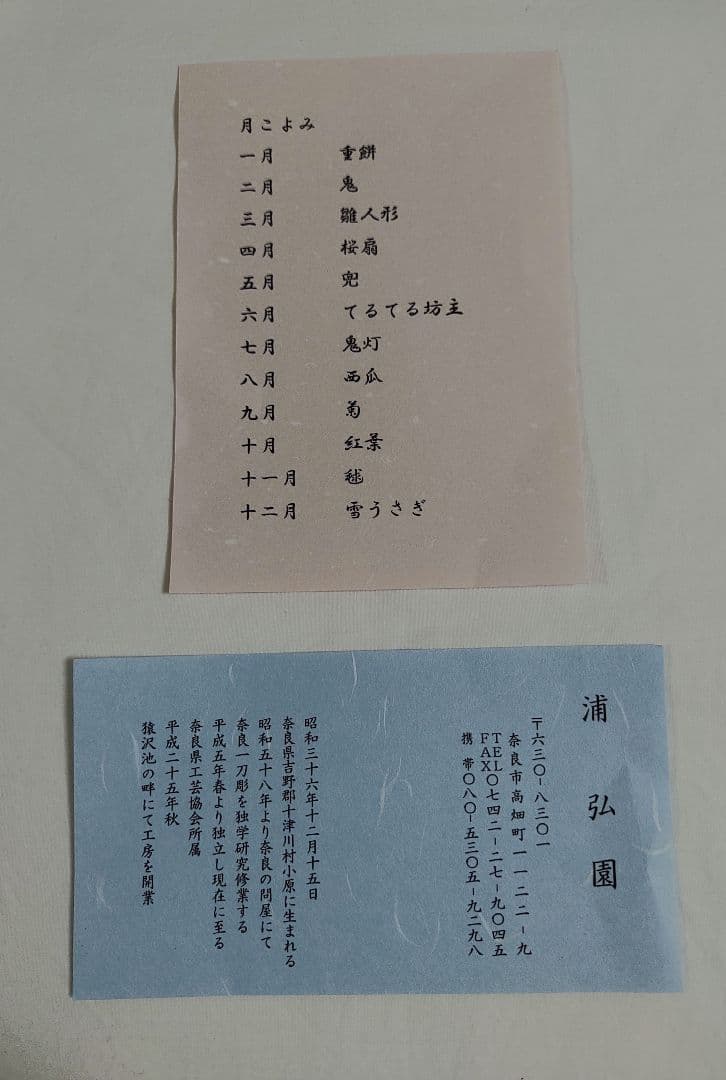 月こよみ
一月 重餅
二月 鬼
三月 雛人形
四月 桜扇
五月 兜
六月 てるてる坊主
七月 鬼灯
八月 西瓜
九月 菊
十月 紅葉
十一月 毬
十二月 雪うさぎ
浦弘園
〒六三〇-八三〇一
奈良市高畑町一一二二-九
TEL〇七四二-二七-九〇四五
FAX
携帯〇八〇-五三〇五-九二九八
昭和三十六年十二月十五日
奈良県吉野郡十津川村小原に生まれる
昭和五十八年より奈良の問屋にて
奈良一刀彫を独学研究修業する
平成五年春より独立し現在に至る
奈良県工芸協会所属
平成二十五年秋
猿沢池の畔にて工房を開業